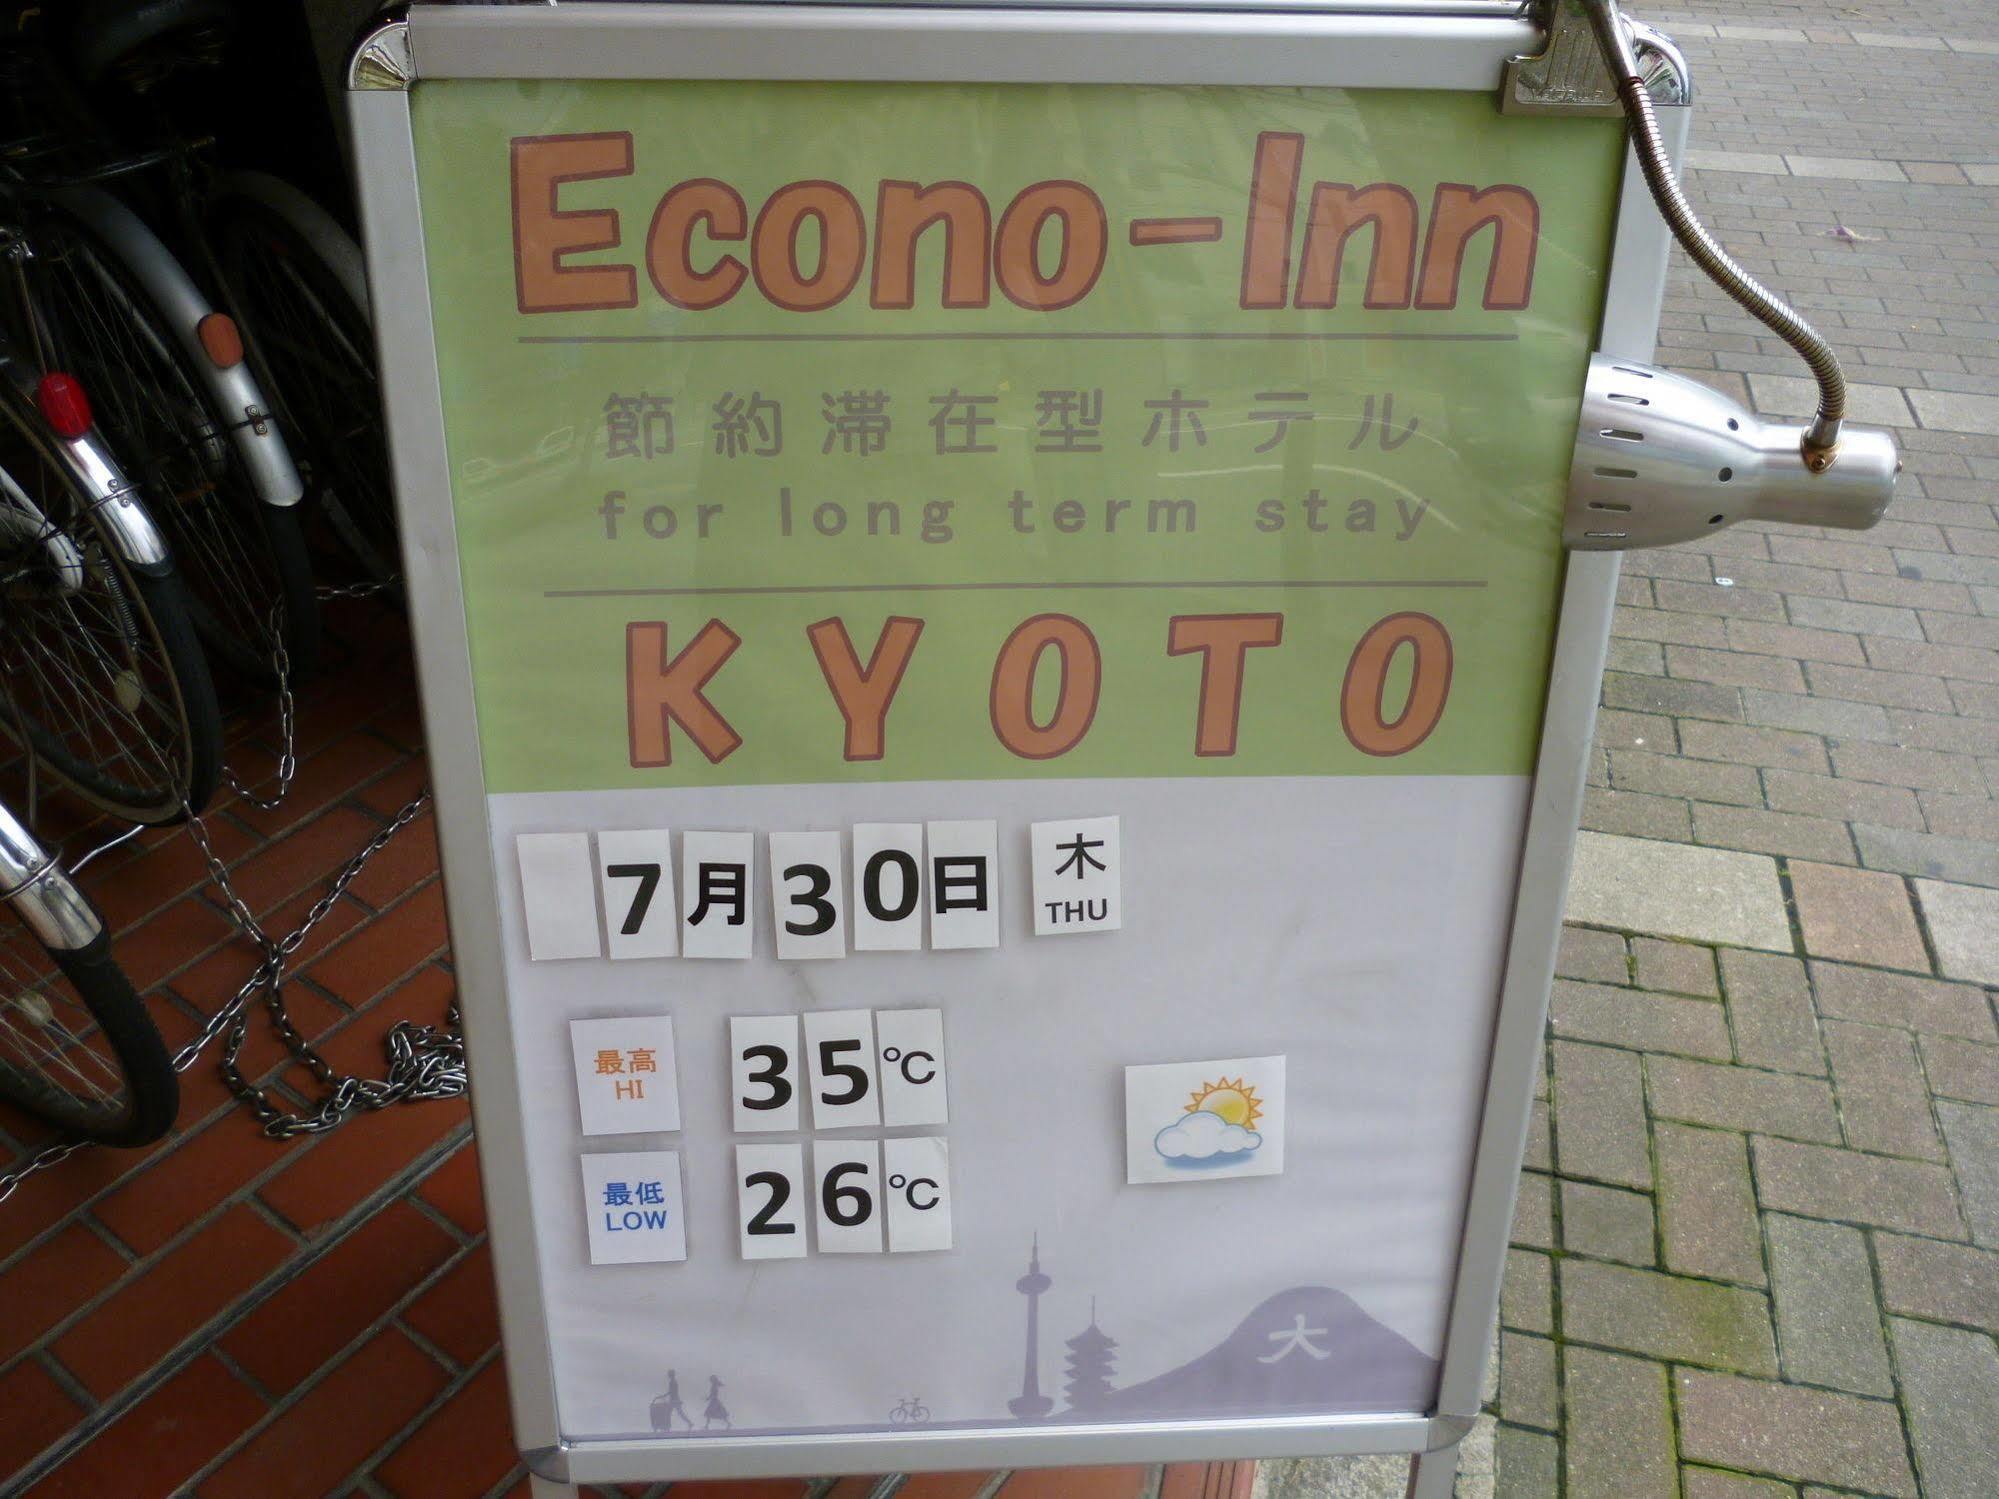 Econo-Inn
節約滞在型ホテル
for long term stay
KYOTO
7月30日 木 THU
最高 HI 35℃
最低 LOW 26℃
大